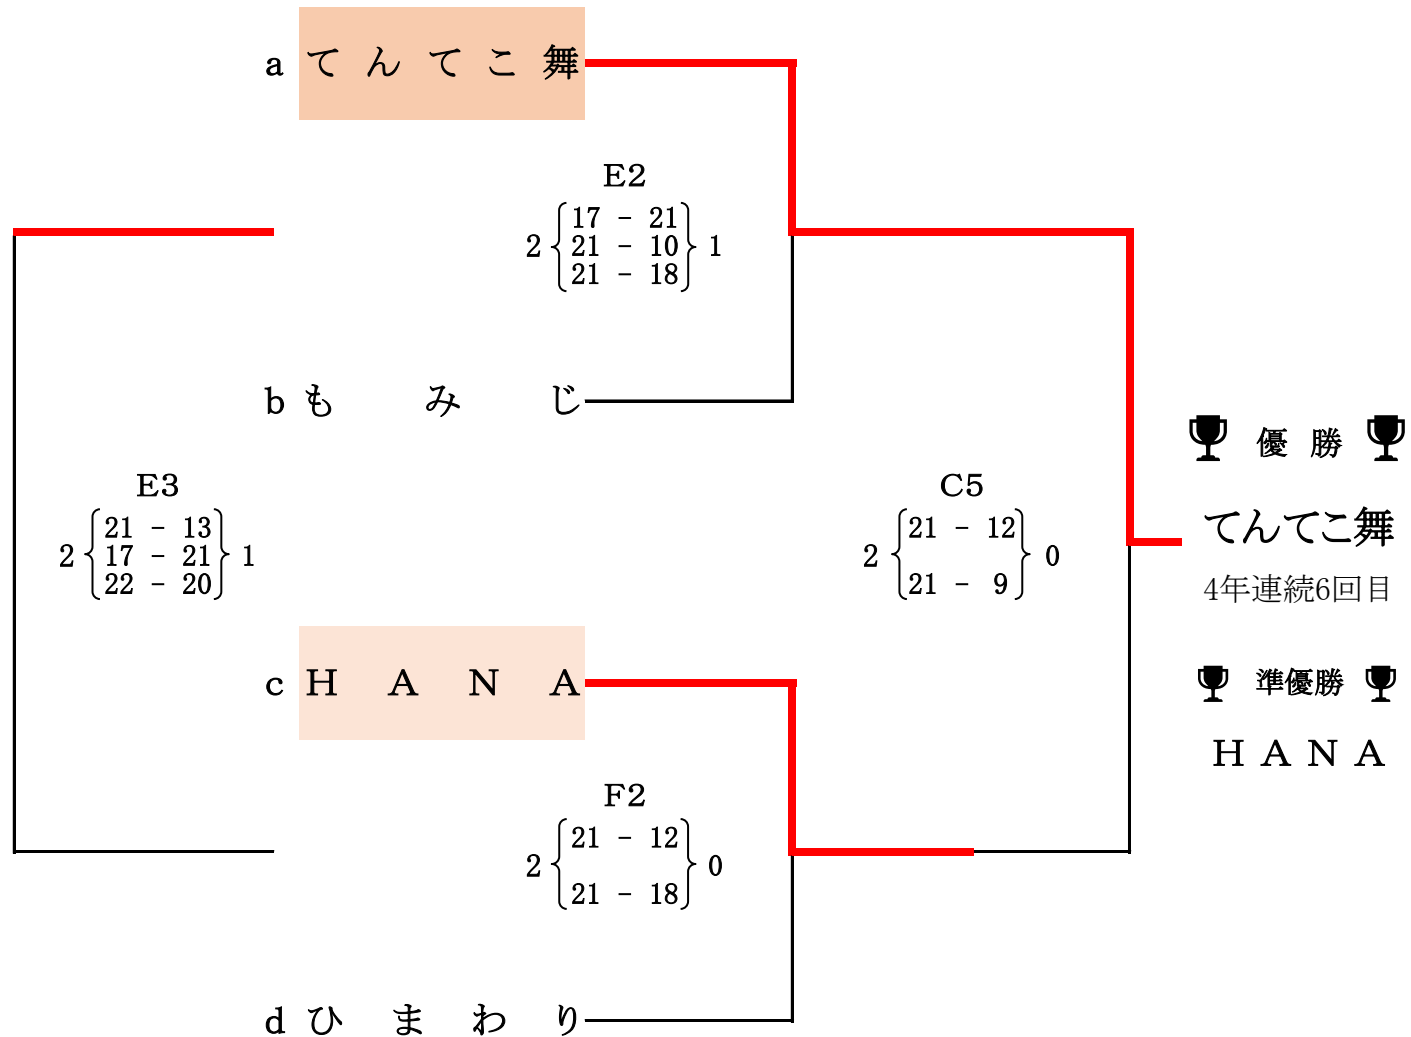 a てんてこ舞
E2
2 { 17 - 21 } 1
21 - 10
21 - 18
b もみじ
E3
2 { 21 - 13 } 1
17 - 21
22 - 20
C5
2 { 21 - 12 } 0
21 - 9
優勝
てんてこ舞
4年連続6回目
c HANA
準優勝
HANA
F2
2 { 21 - 12 } 0
21 - 18
d ひまわり